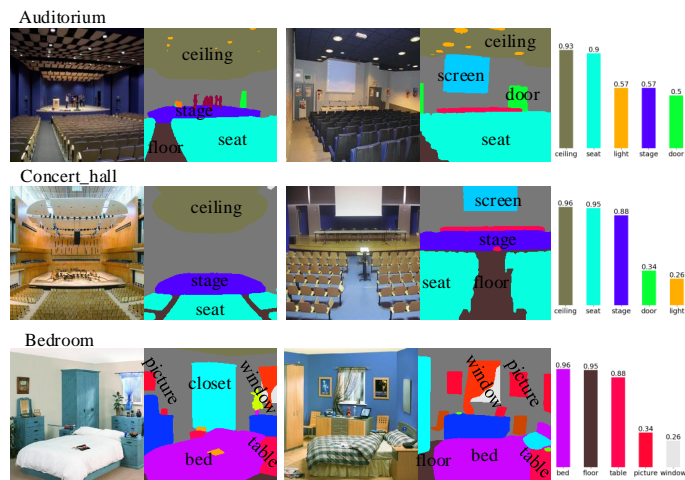 Auditorium
ceiling
stage
floor
seat
ceiling
screen
door
seat
0.93
0.9
0.57
0.57
0.5
ceiling
seat
light
stage
door
Concert_hall
ceiling
stage
seat
screen
stage
seat
floor
0.96
0.95
0.88
0.34
0.26
ceiling
seat
stage
door
light
Bedroom
picture
closet
window
bed
table
window
picture
floor
bed
table
0.96
0.95
0.88
0.34
0.26
bed
floor
table
picture
window